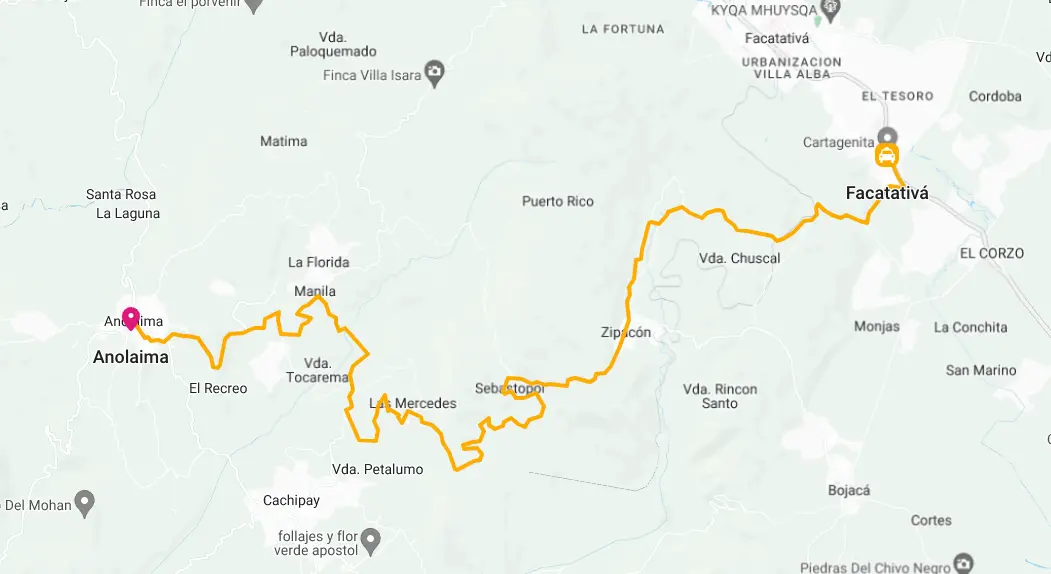 Finca el porvenir
KYQA MHUYSQA
LA FORTUNA
Vda.
Paloquemado
Facatativá
URBANIZACION
VILLA ALBA
Finca Villa Isara
EL TESORO
Cordoba
Matima
Cartagenita
Santa Rosa
La Laguna
Facatativá
Puerto Rico
EL CORZO
Vda. Chuscal
La Florida
Manila
Anolaima
Zipacón
Monjas
La Conchita
Anolaima
Vda.
Tocarema
San Marino
El Recreo
Sebastopol
Vda. Rincon
Santo
Las Mercedes
Vda. Petalumo
Cachipay
Bojacá
Del Mohan
Cortes
follajes y flor
verde apostol
Piedras Del Chivo Negro